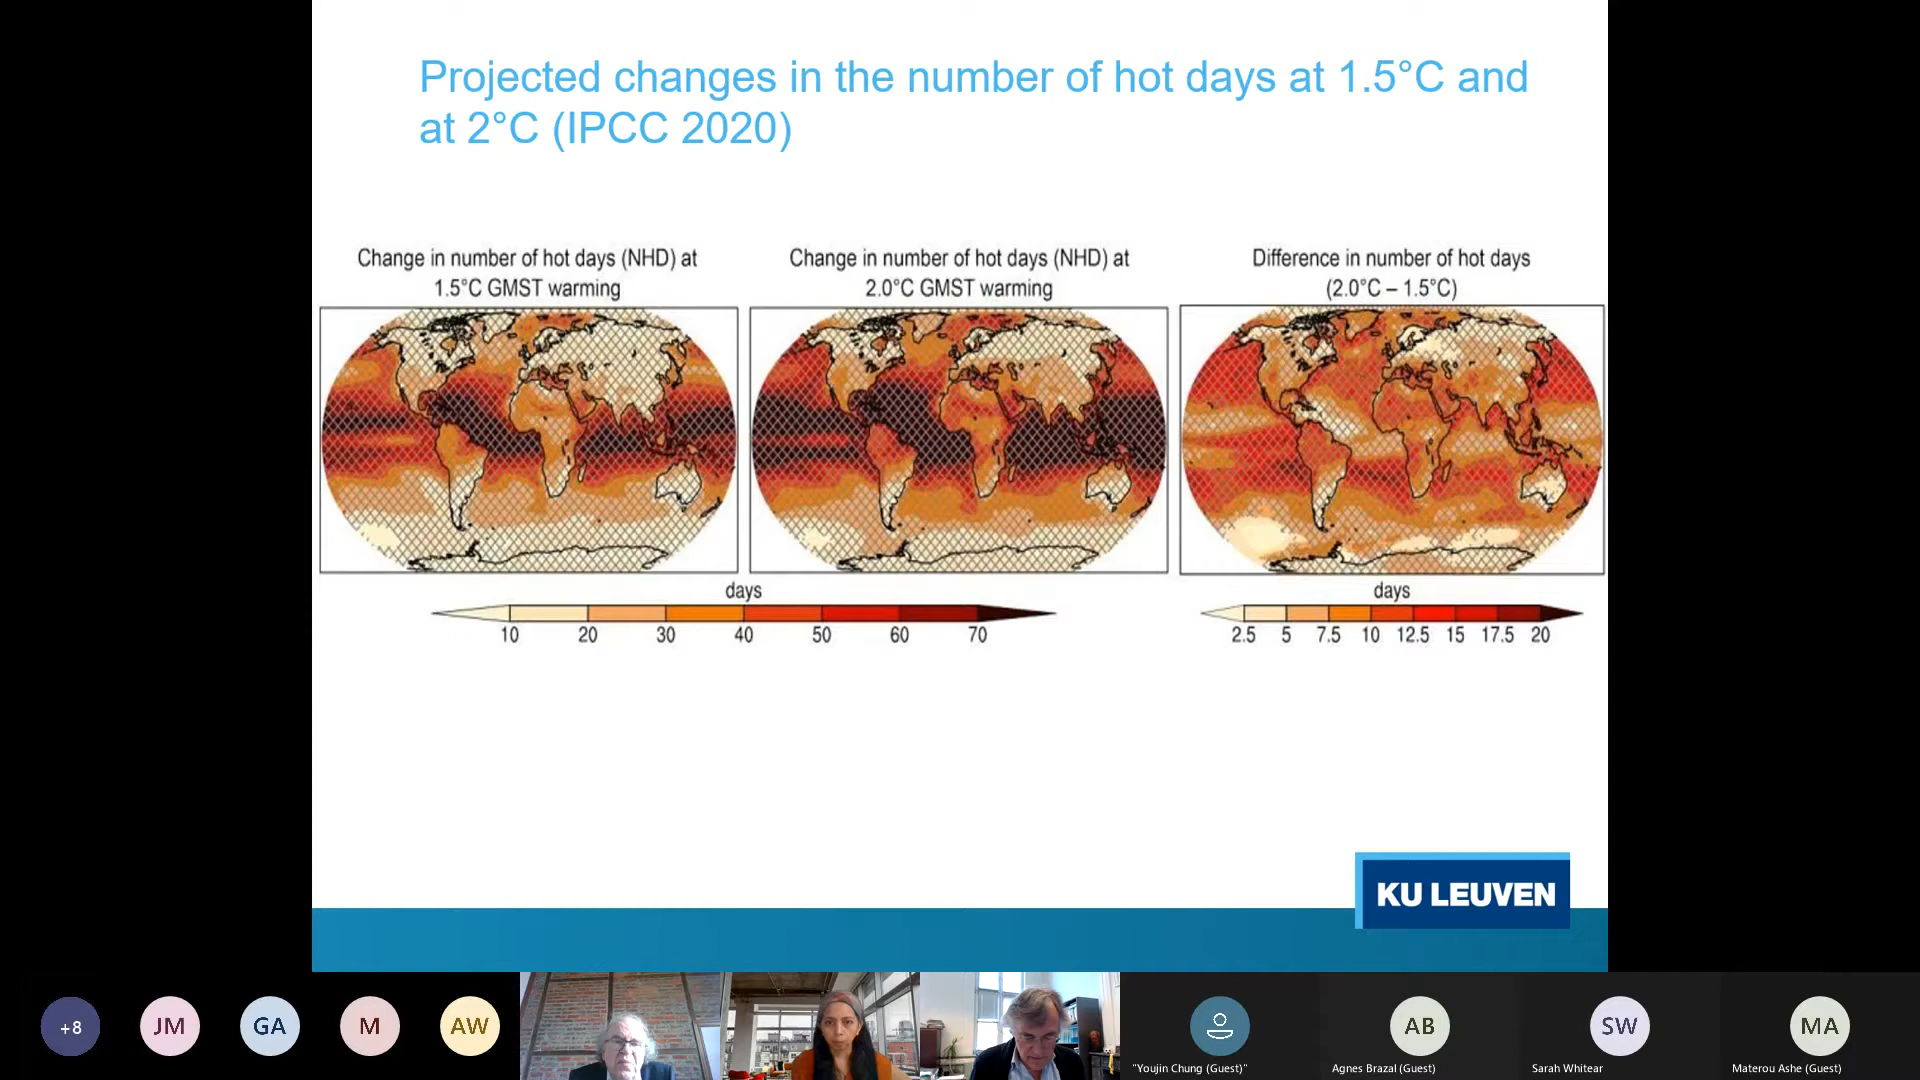 Projected changes in the number of hot days at 1.5°C and
at 2°C (IPCC 2020)
Change in number of hot days (NHD) at
1.5°C GMST warming
Change in number of hot days (NHD) at
2.0°C GMST warming
Difference in number of hot days
(2.0°C – 1.5°C)
days
10 20 30 40 50 60 70
days
2.5 5 7.5 10 12.5 15 17.5 20
KU LEUVEN
+8
JM
GA
M
AW
"Youjin Chung (Guest)"
AB
Agnes Brazal (Guest)
SW
Sarah Whitear
MA
Materou Ashe (Guest)